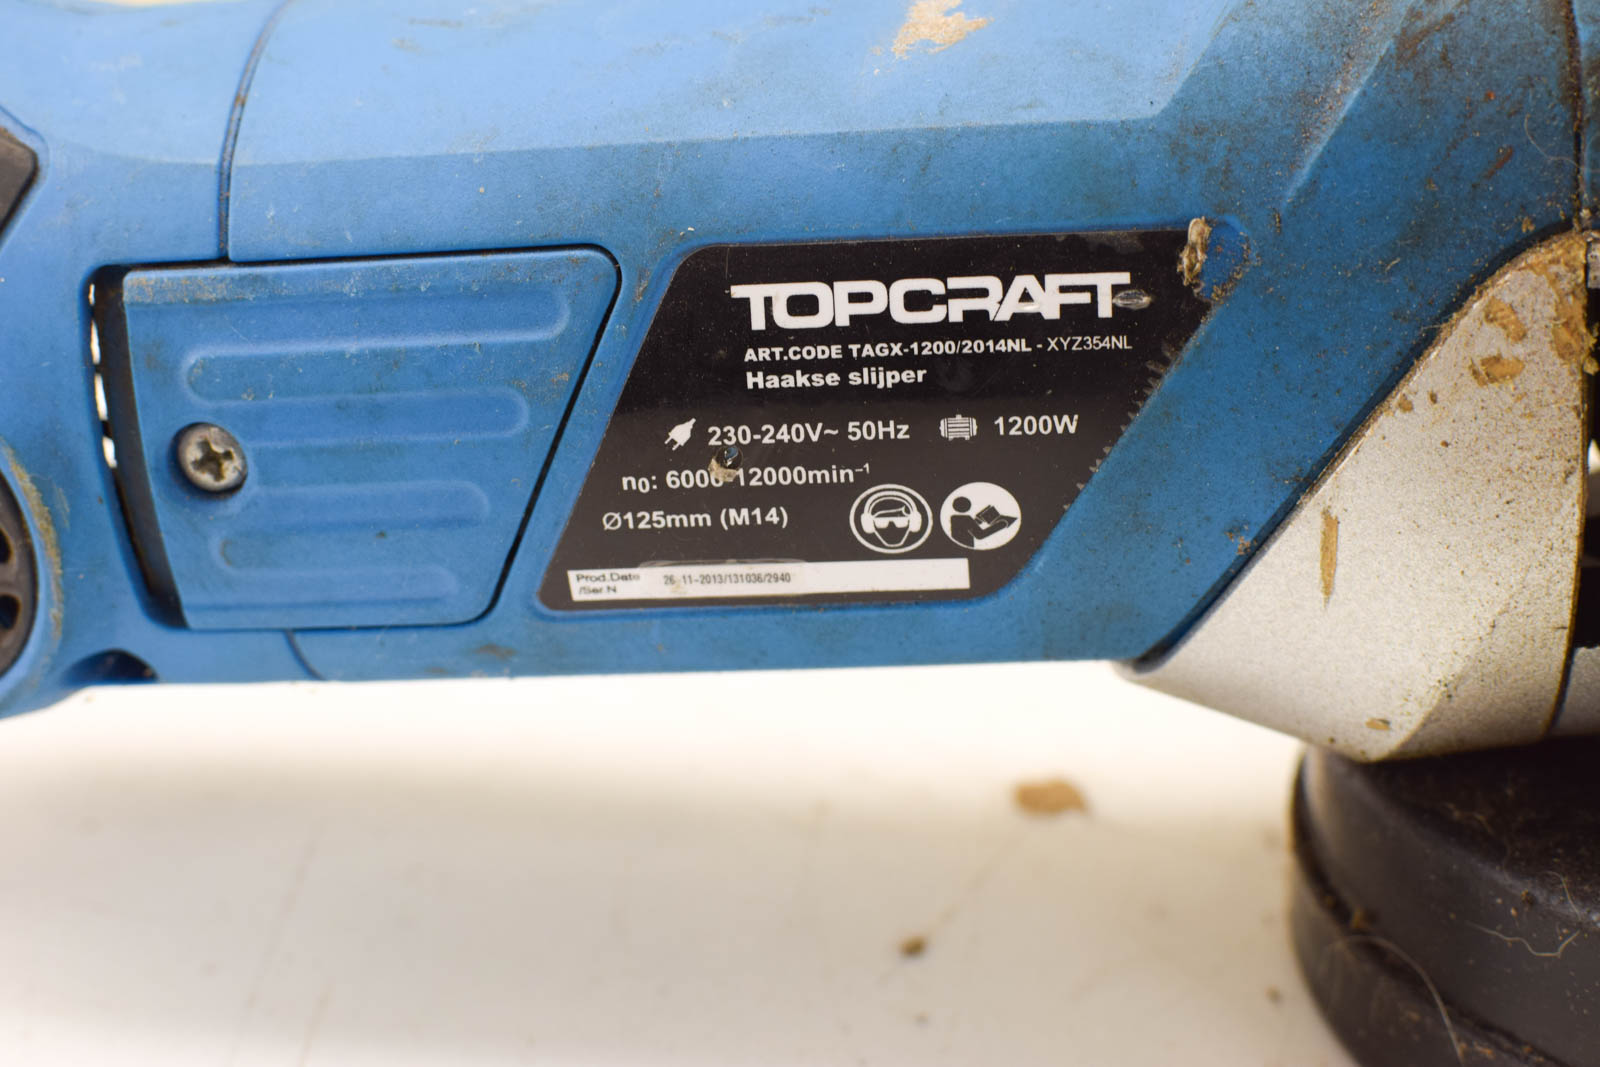 TOPCRAFT
ART.CODE TAGX-1200/2014NL - XYZ354NL
Haakse slijper
230-240V~ 50Hz 1200W
n₀: 6000-12000min⁻¹
Ø125mm (M14)
Prod.Date 26-11-2013/131036/2940
/Ser.N